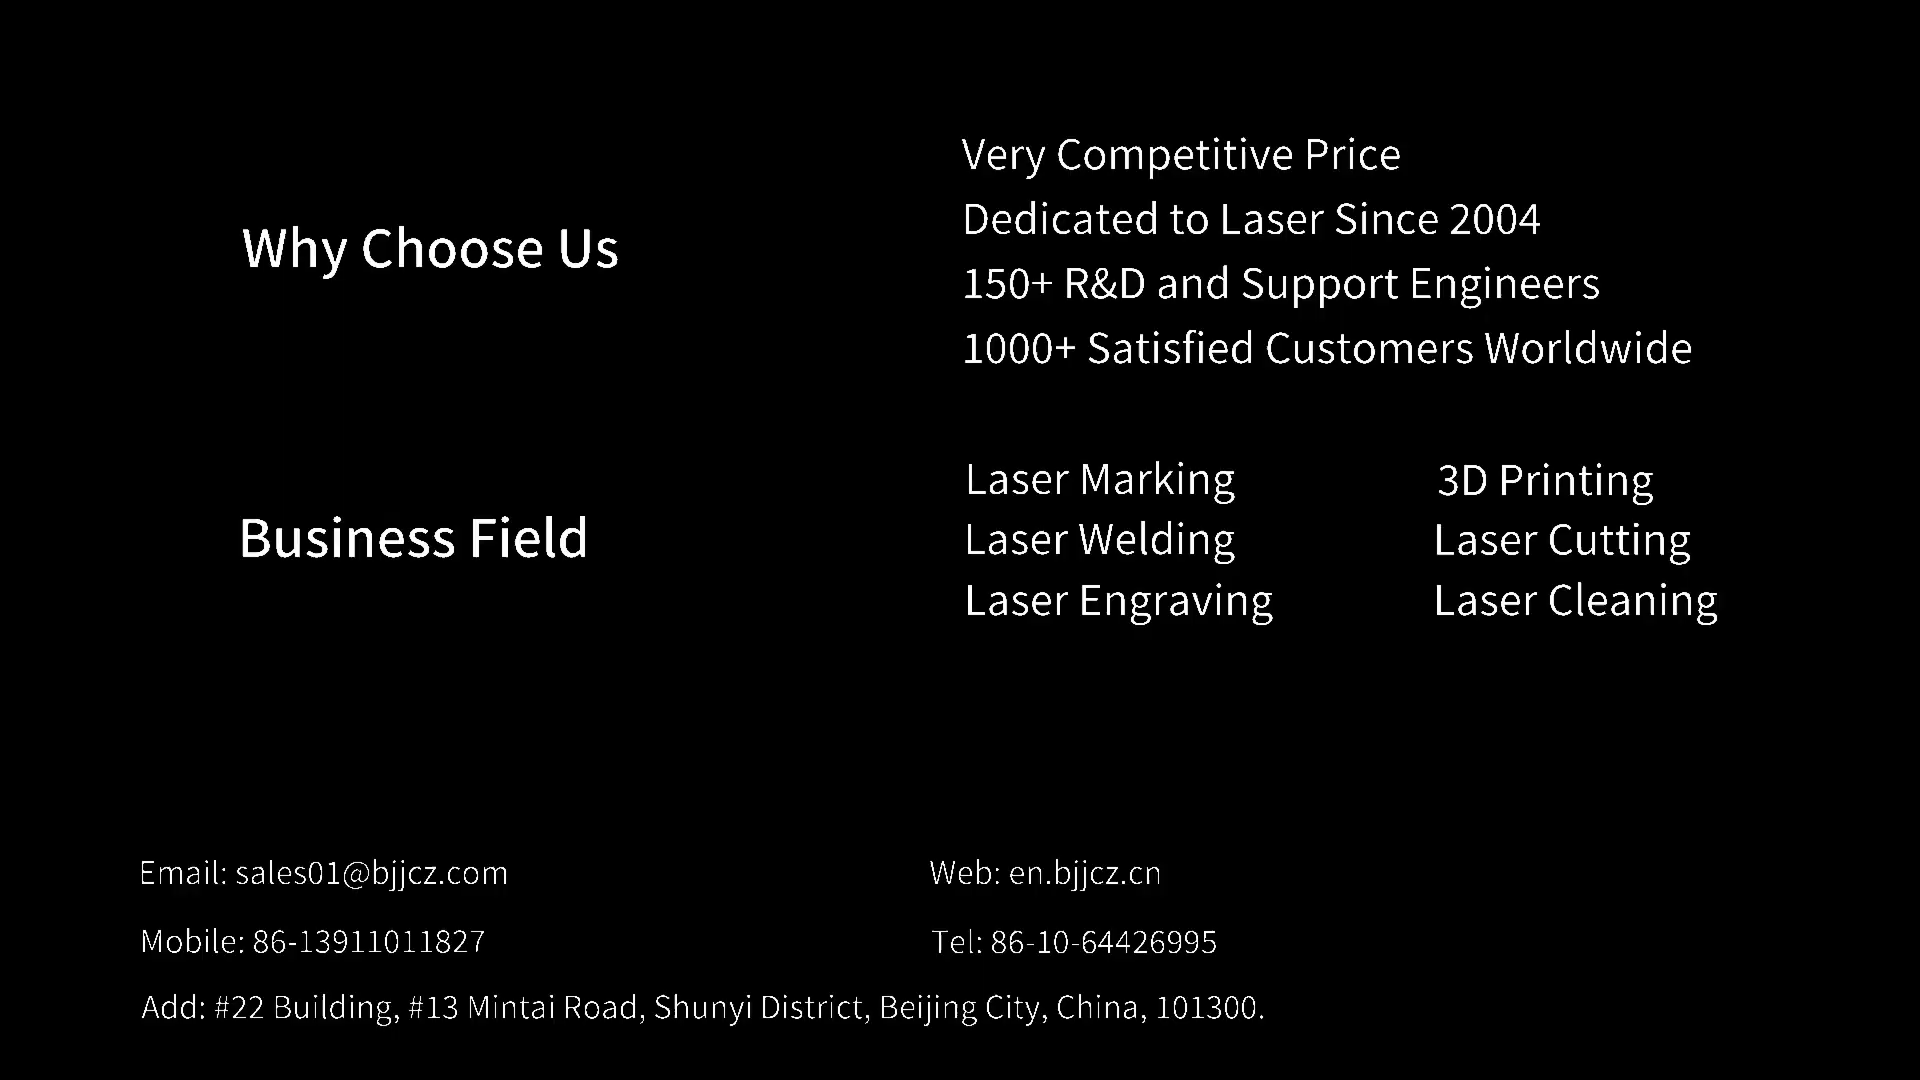 Why Choose Us
Very Competitive Price
Dedicated to Laser Since 2004
150+ R&D and Support Engineers
1000+ Satisfied Customers Worldwide
Business Field
Laser Marking
3D Printing
Laser Welding
Laser Cutting
Laser Engraving
Laser Cleaning
Email: sales01@bjjcz.com
Web: en.bjjcz.cn
Mobile: 86-13911011827
Tel: 86-10-64426995
Add: #22 Building, #13 Mintai Road, Shunyi District, Beijing City, China, 101300.